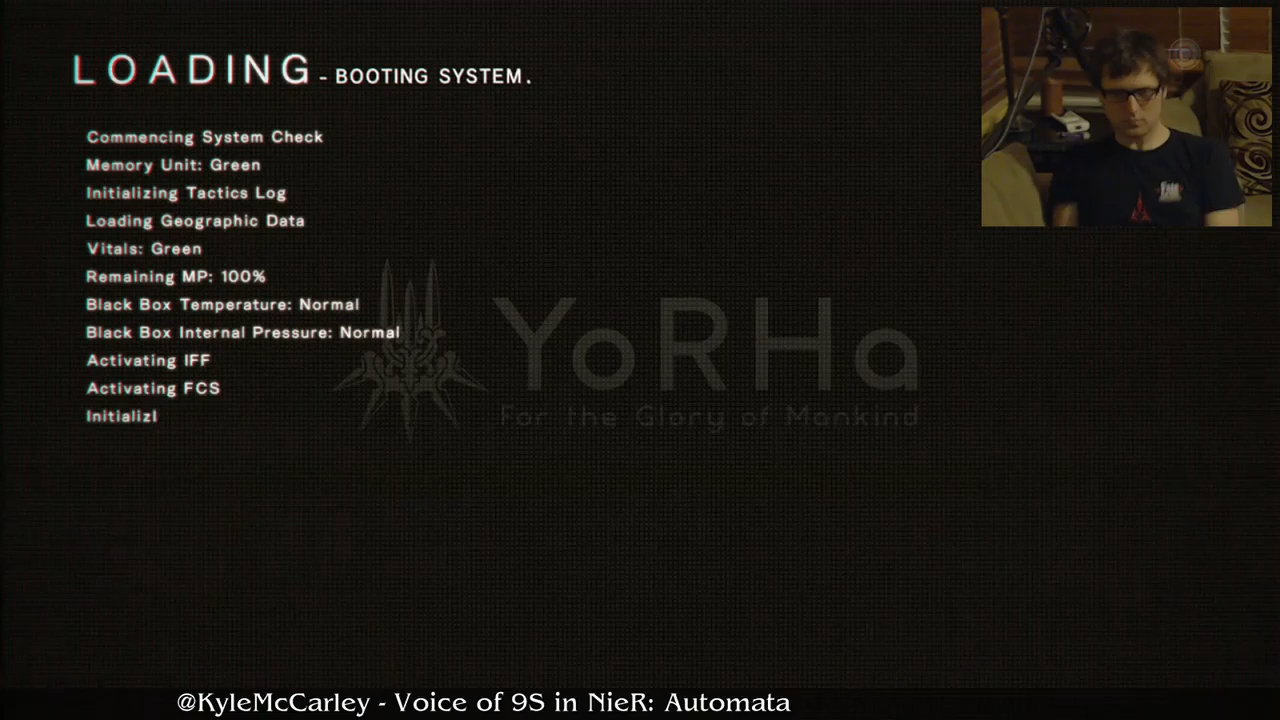 LOADING - BOOTING SYSTEM.
Commencing System Check
Memory Unit: Green
Initializing Tactics Log
Loading Geographic Data
Vitals: Green
Remaining MP: 100%
Black Box Temperature: Normal
Black Box Internal Pressure: Normal
Activating IFF
Activating FCS
Initializl
YoRHa
For the Glory of Mankind
@KyleMcCarley - Voice of 9S in NieR: Automata